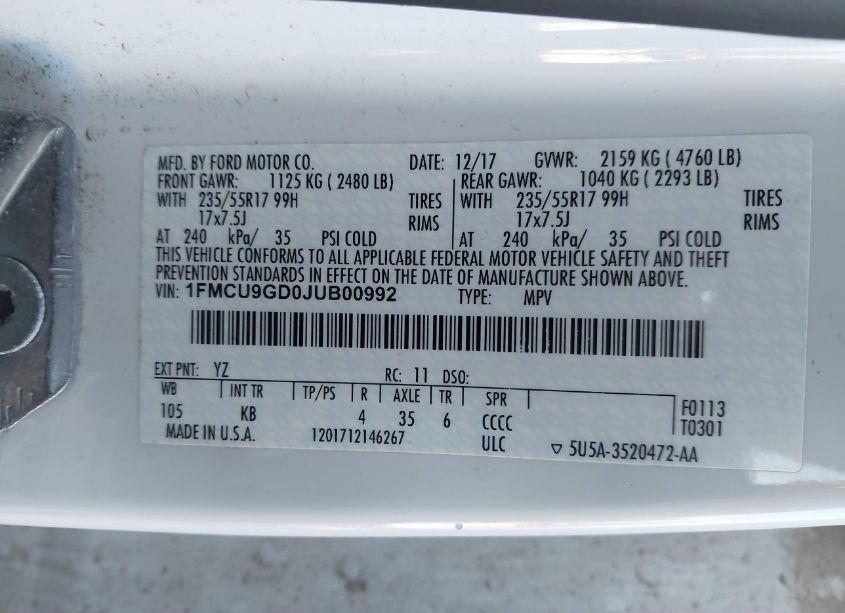 MFD. BY FORD MOTOR CO. DATE: 12/17 GVWR: 2159 KG ( 4760 LB)
FRONT GAWR: 1125 KG ( 2480 LB) REAR GAWR: 1040 KG ( 2293 LB)
WITH 235/55R17 99H TIRES WITH 235/55R17 99H TIRES
17x7.5J RIMS 17x7.5J RIMS
AT 240 kPa/ 35 PSI COLD AT 240 kPa/ 35 PSI COLD
THIS VEHICLE CONFORMS TO ALL APPLICABLE FEDERAL MOTOR VEHICLE SAFETY AND THEFT
PREVENTION STANDARDS IN EFFECT ON THE DATE OF MANUFACTURE SHOWN ABOVE.
VIN: 1FMCU9GD0JUB00992 TYPE: MPV
EXT PNT: YZ RC: 11 DSO:
WB INT TR TP/PS R AXLE TR SPR
105 KB 4 35 6 CCCC F0113
MADE IN U.S.A. 1201712146267 ULC T0301
▽ 5U5A-3520472-AA